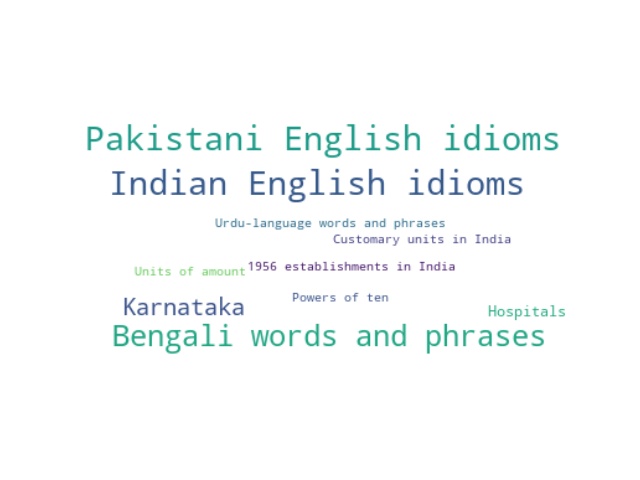 Pakistani English idioms
Indian English idioms
Urdu-language words and phrases
Customary units in India
1956 establishments in India
Units of amount
Powers of ten
Karnataka
Hospitals
Bengali words and phrases